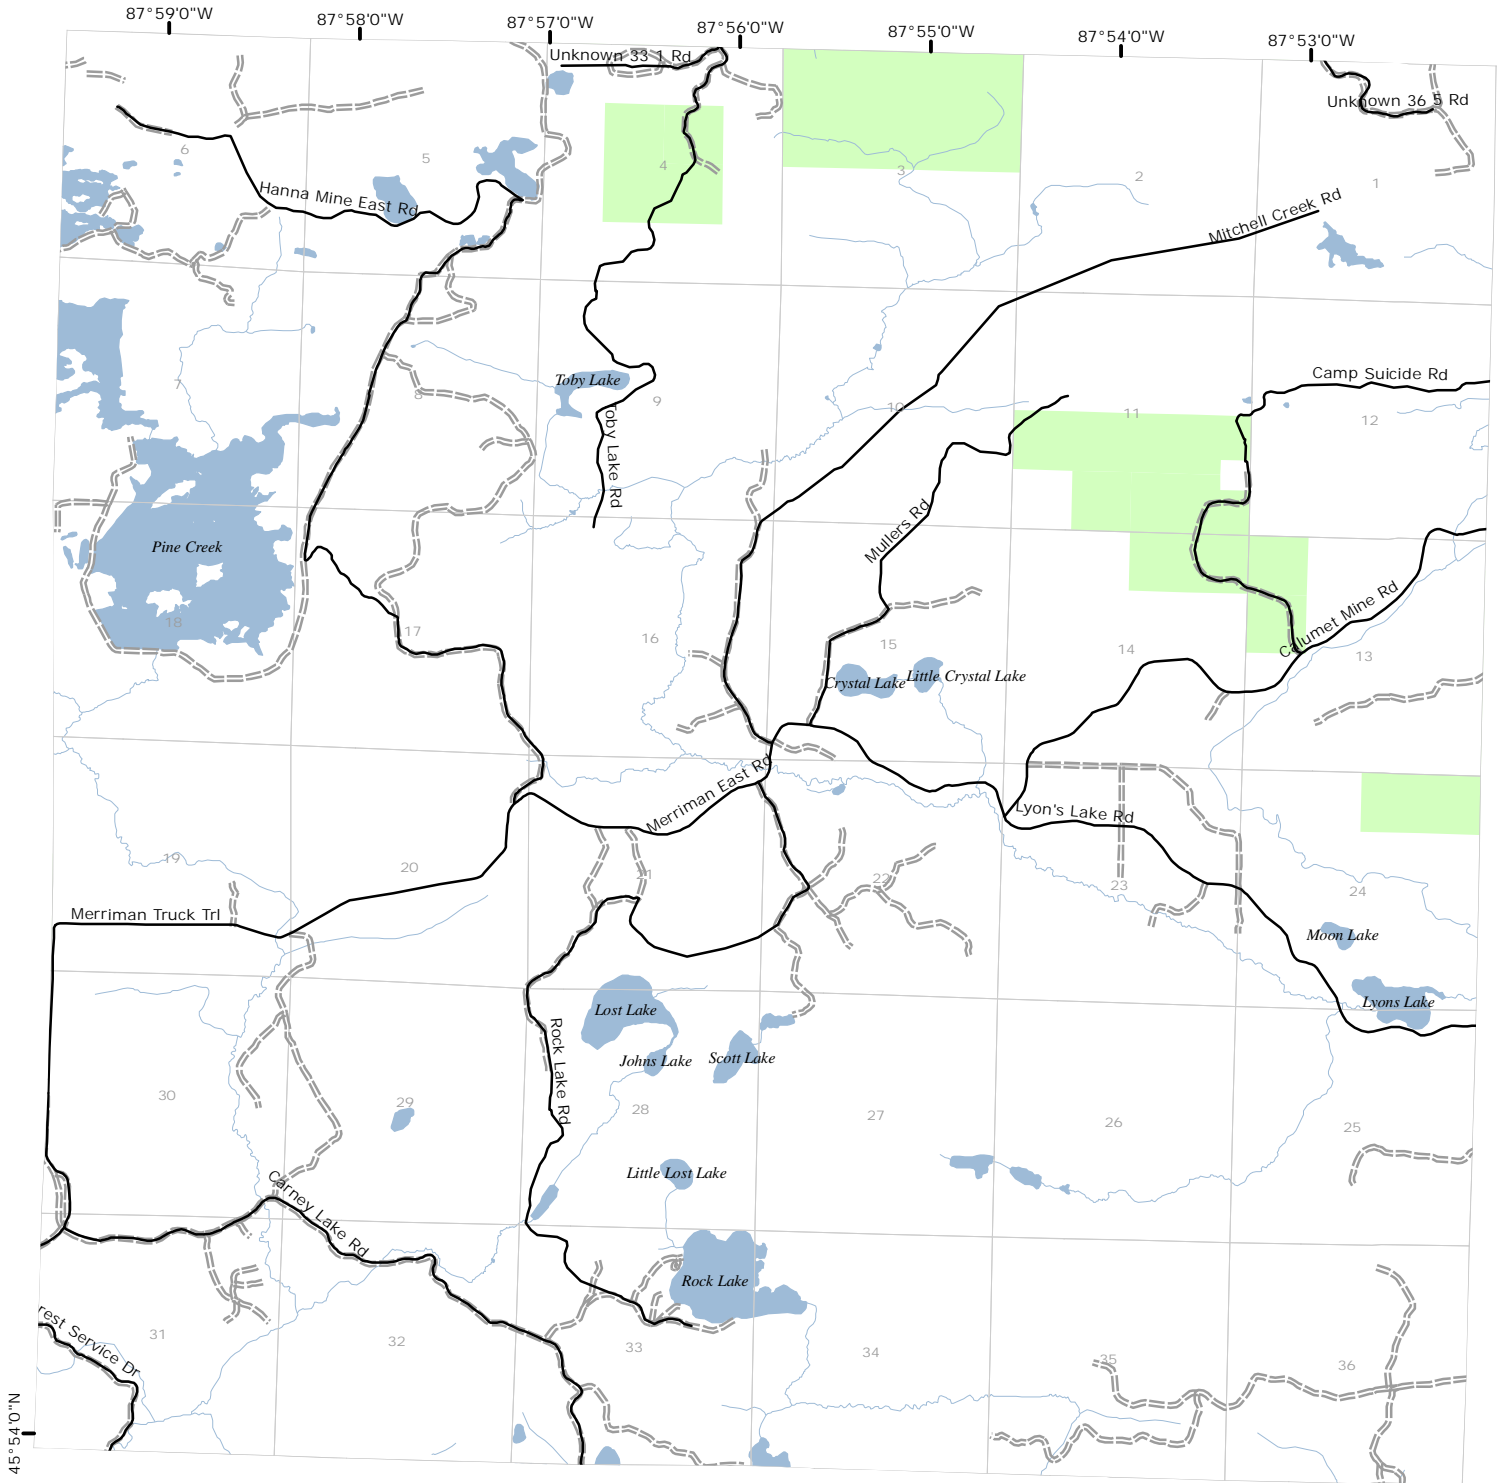 87°59'0"W
87°58'0"W
87°57'0"W
87°56'0"W
87°55'0"W
87°54'0"W
87°53'0"W
Unknown 33 1 Rd
Unknown 36 5 Rd
6
5
4
3
2
1
Hanna Mine East Rd
Mitchell Creek Rd
7
8
Toby Lake
9
10
11
12
Camp Suicide Rd
Toby Lake Rd
Mullers Rd
Pine Creek
Calumet Mine Rd
18
17
16
15
14
13
Crystal Lake
Little Crystal Lake
Merriman East Rd
Lyon's Lake Rd
19
20
21
22
23
24
Merriman Truck Trl
Moon Lake
Lyons Lake
Lost Lake
Johns Lake
Scott Lake
Rock Lake Rd
30
29
28
27
26
25
Little Lost Lake
Carney Lake Rd
Rock Lake
rest Service Dr
31
32
33
34
35
36
45°54'0"N